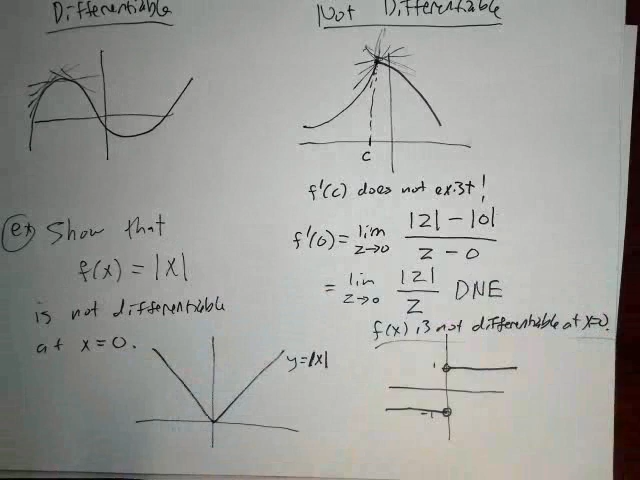 Differentiable
Not Differentiable
C
f'(c) does not exist!
ex Show that
f(x) = |x|
is not differentiable
at x=0.
y=|x|
f'(0) = lim z→0 |z| - |0| / z - 0
= lim z→0 |z| / z DNE
f(x) is not differentiable at x=0.
1
-1